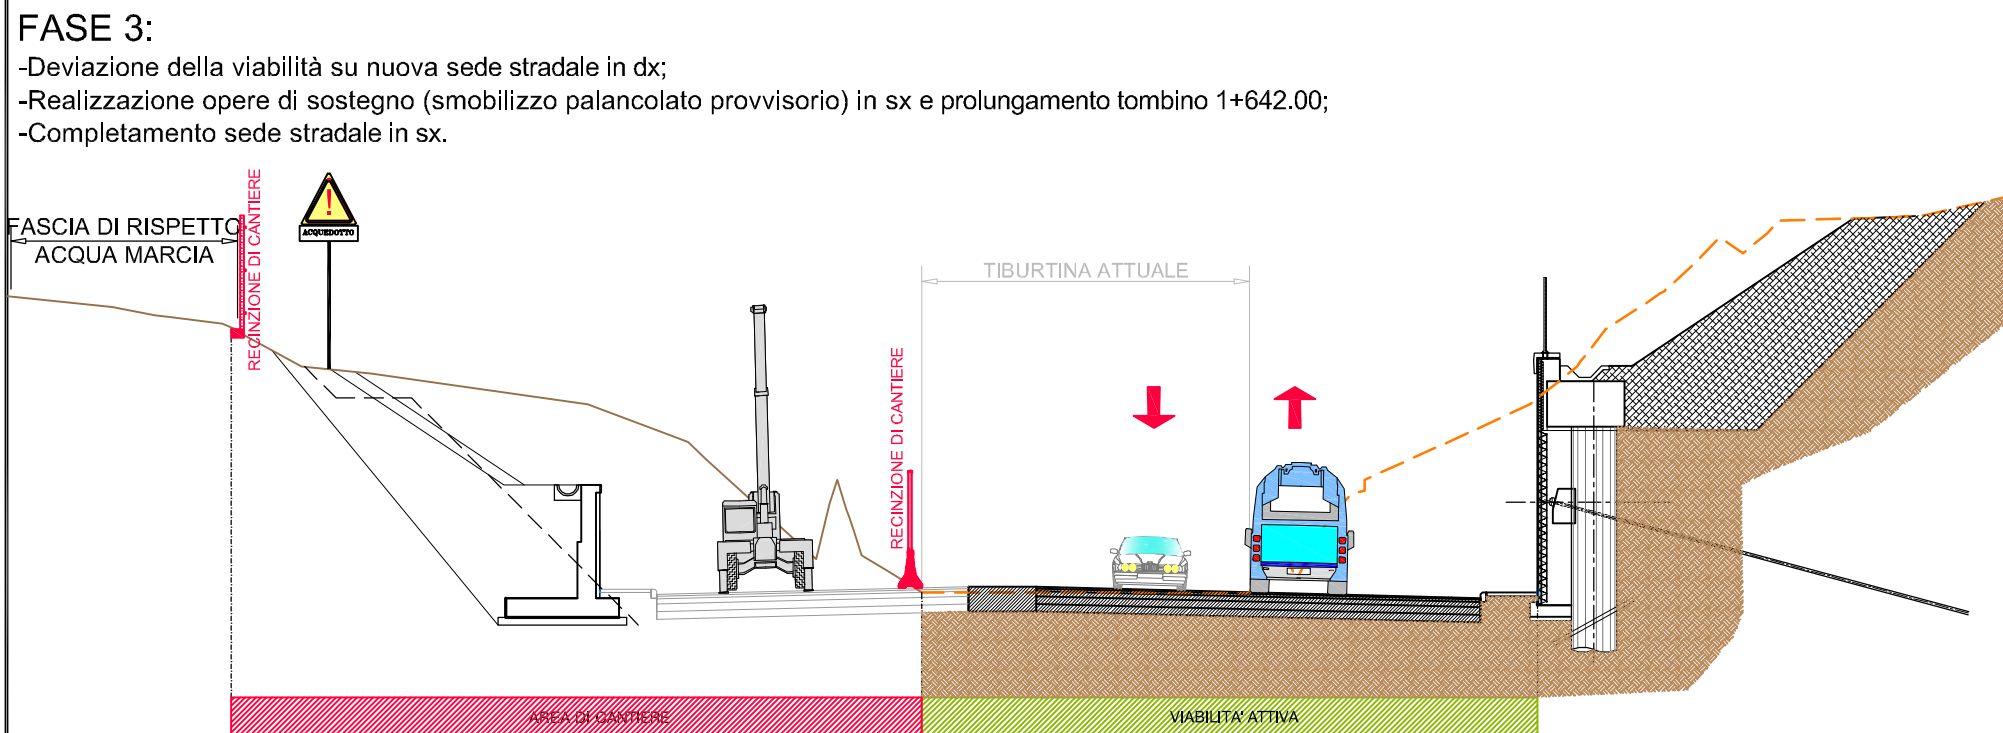 FASE 3:
-Deviazione della viabilità su nuova sede stradale in dx;
-Realizzazione opere di sostegno (smobilizzo palancolato provvisorio) in sx e prolungamento tombino 1+642.00;
-Completamento sede stradale in sx.
FASCIA DI RISPETTO
ACQUA MARCIA
RECINZIONE DI CANTIERE
!
ACQUEDOTTO
TIBURTINA ATTUALE
RECINZIONE DI CANTIERE
AREA DI CANTIERE
VIABILITA' ATTIVA